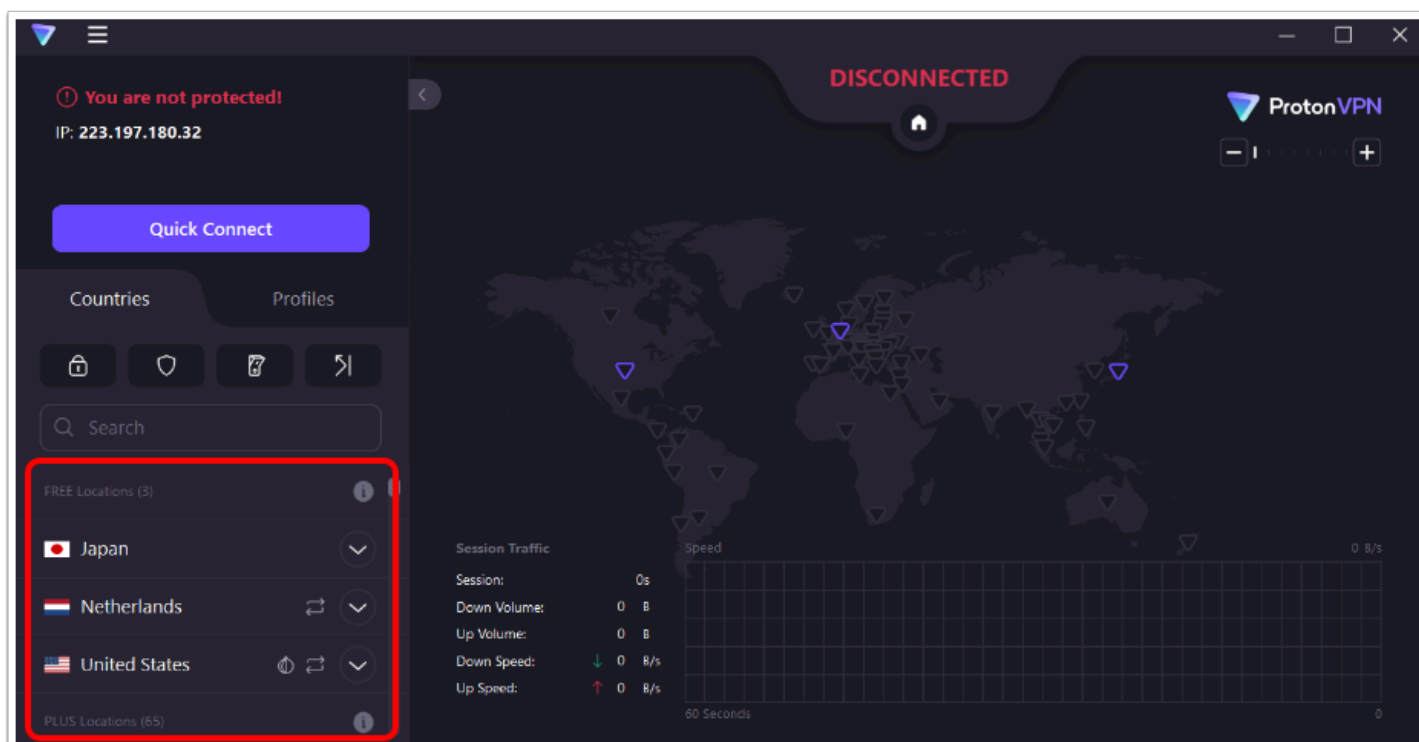 You are not protected!
IP: 223.197.180.32
Quick Connect
Countries
Profiles
Search
FREE Locations (3)
Japan
Netherlands
United States
PLUS Locations (65)
DISCONNECTED
ProtonVPN
Session Traffic
Session: 0s
Down Volume: 0 B
Up Volume: 0 B
Down Speed: ↓ 0 B/s
Up Speed: ↑ 0 B/s
Speed
0 B/s
60 Seconds
0